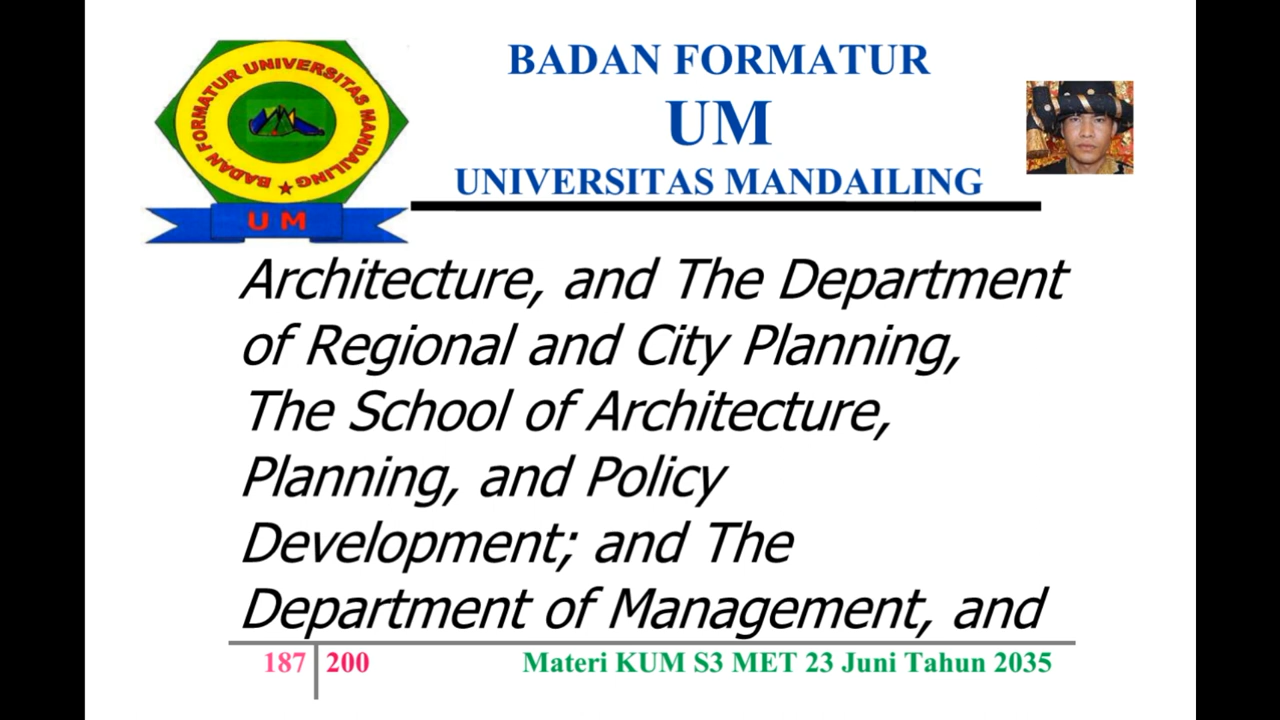 BADAN FORMATUR UNIVERSITAS MANDAILING
UM
BADAN FORMATUR
UM
UNIVERSITAS MANDAILING
Architecture, and The Department
of Regional and City Planning,
The School of Architecture,
Planning, and Policy
Development; and The
Department of Management, and
187 200 Materi KUM S3 MET 23 Juni Tahun 2035